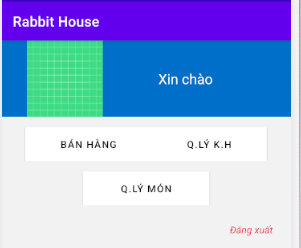 Rabbit House
Xin chào
BÁN HÀNG
Q.LÝ K.H
Q.LÝ MÓN
Đăng xuất